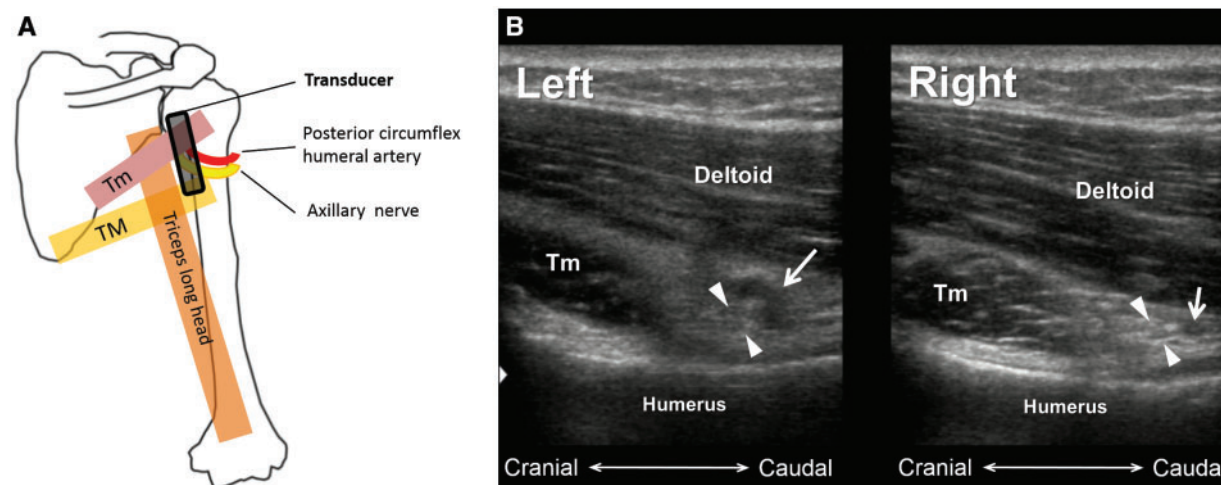 A
Transducer
Posterior circumflex
humeral artery
Axillary nerve
Tm
TM
Triceps long head
B
Left
Deltoid
Tm
Humerus
Cranial
Caudal
Right
Deltoid
Tm
Humerus
Cranial
Caudal